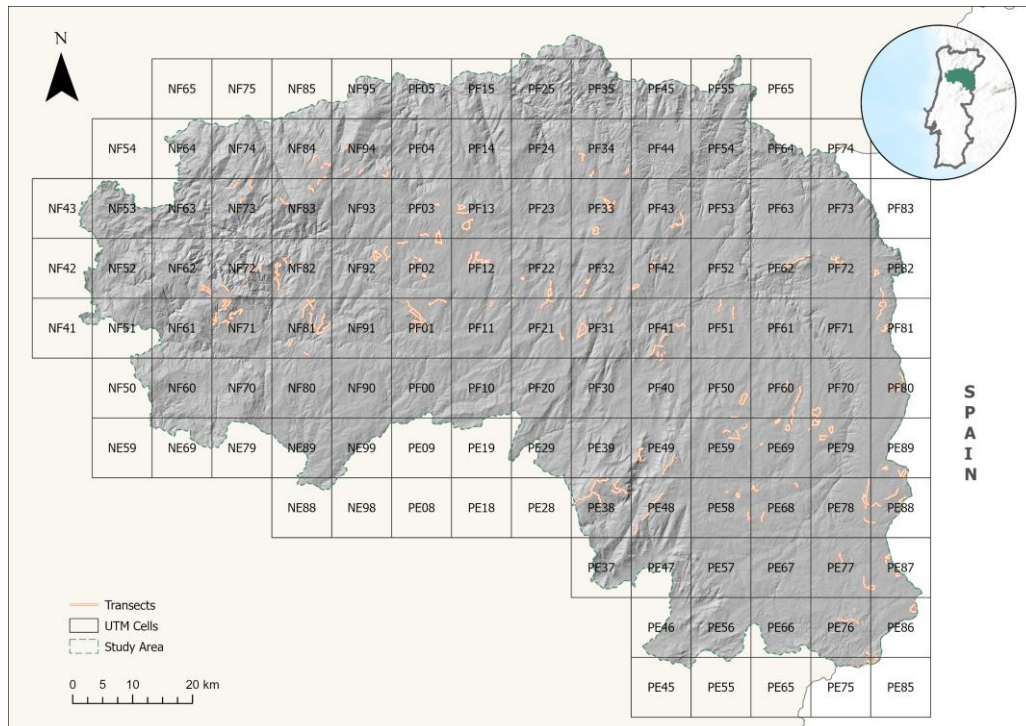 N
NF65 NF75 NF85 NF95 PF05 PF15 PF25 PF35 PF45 PF55 PF65
NF54 NF64 NF74 NF84 NF94 PF04 PF14 PF24 PF34 PF44 PF54 PF64 PF74
NF43 NF53 NF63 NF73 NF83 NF93 PF03 PF13 PF23 PF33 PF43 PF53 PF63 PF73 PF83
NF42 NF52 NF62 NF72 NF82 NF92 PF02 PF12 PF22 PF32 PF42 PF52 PF62 PF72 PF82
NF41 NF51 NF61 NF71 NF81 NF91 PF01 PF11 PF21 PF31 PF41 PF51 PF61 PF71 PF81
NF50 NF60 NF70 NF80 NF90 PF00 PF10 PF20 PF30 PF40 PF50 PF60 PF70 PF80
NE59 NE69 NE79 NE89 NE99 PE09 PE19 PE29 PE39 PE49 PE59 PE69 PE79 PE89
NE88 NE98 PE08 PE18 PE28 PE38 PE48 PE58 PE68 PE78 PE88
PE37 PE47 PE57 PE67 PE77 PE87
PE46 PE56 PE66 PE76 PE86
PE45 PE55 PE65 PE75 PE85
SPAIN
Transects
UTM Cells
Study Area
0 5 10 20 km